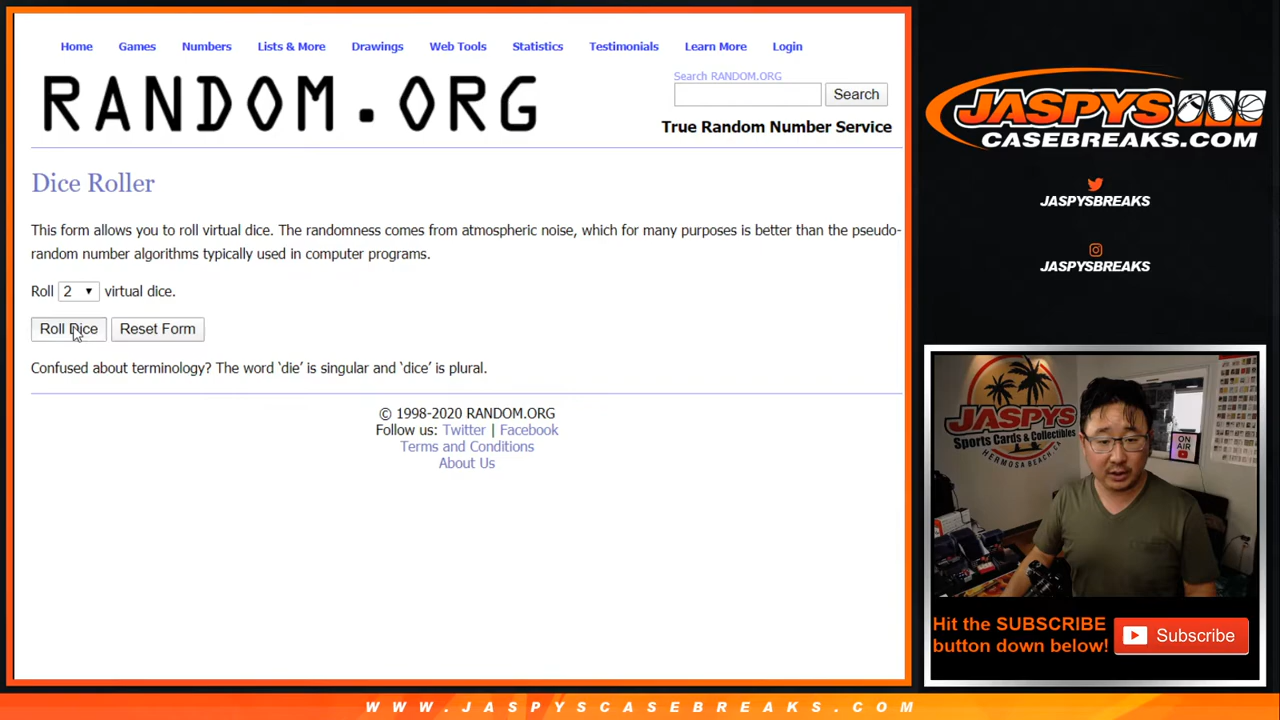 Home Games Numbers Lists & More Drawings Web Tools Statistics Testimonials Learn More Login
RANDOM.ORG
Search RANDOM.ORG
Search
True Random Number Service
Dice Roller
This form allows you to roll virtual dice. The randomness comes from atmospheric noise, which for many purposes is better than the pseudo-
random number algorithms typically used in computer programs.
Roll 2 virtual dice.
Roll Dice Reset Form
Confused about terminology? The word ‘die’ is singular and ‘dice’ is plural.
© 1998-2020 RANDOM.ORG
Follow us: Twitter | Facebook
Terms and Conditions
About Us
JASPYS
CASEBREAKS.COM
JASPYSBREAKS
JASPYSBREAKS
JASPYS
Sports Cards & Collectibles
HERMOSA BEACH, CA
ON
AIR
Hit the SUBSCRIBE
button down below!
Subscribe
WWW.JASPYSCASEBREAKS.COM